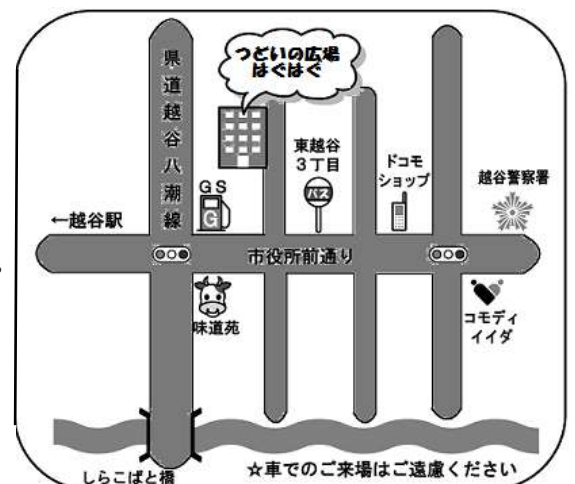 つどいの広場
はぐはぐ
県道越谷八潮線
東越谷
3丁目
バス
ドコモ
ショップ
越谷警察署
GS
G
←越谷駅
市役所前通り
味道苑
コモディ
イイダ
しらこばと橋
☆車でのご来場はご遠慮ください